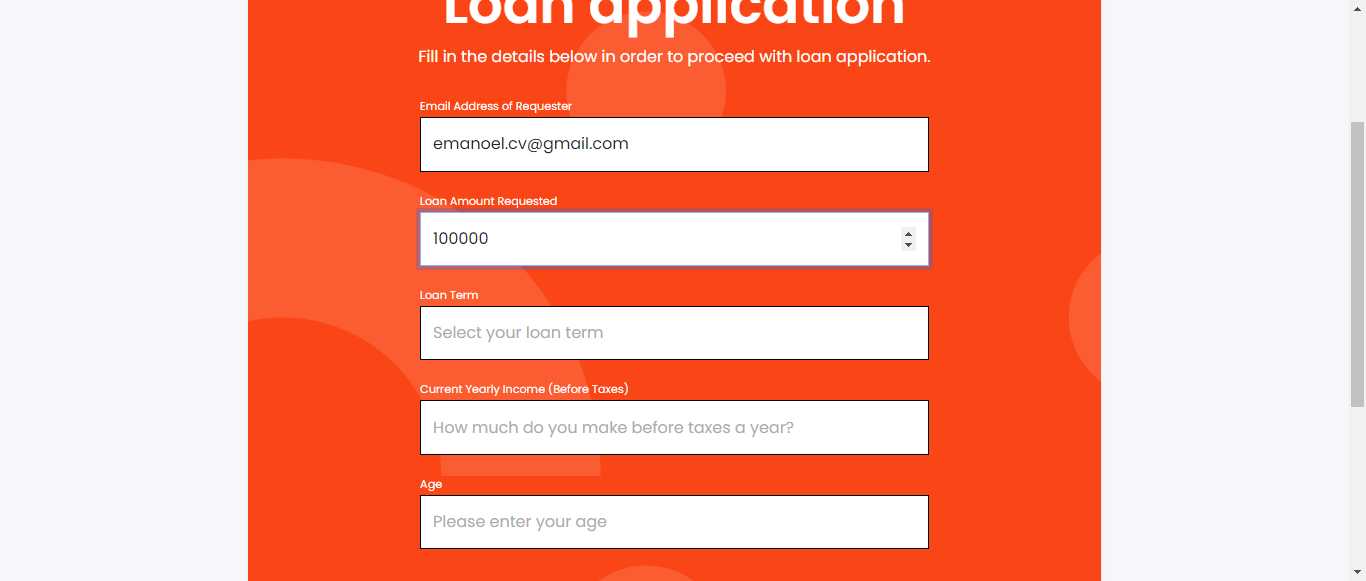 Loan application
Fill in the details below in order to proceed with loan application.
Email Address of Requester
emanoel.cv@gmail.com
Loan Amount Requested
100000
Loan Term
Select your loan term
Current Yearly Income (Before Taxes)
How much do you make before taxes a year?
Age
Please enter your age